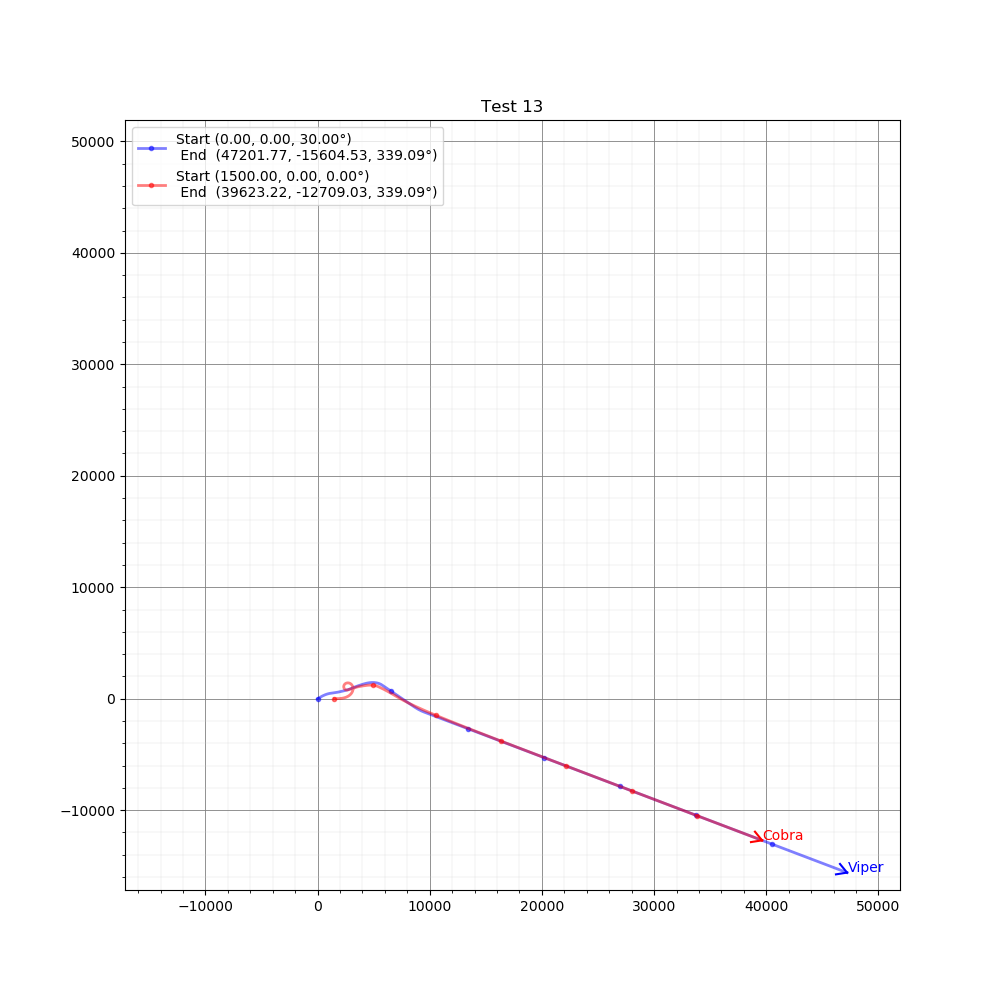 Test 13
Start (0.00, 0.00, 30.00°)
End  (47201.77, -15604.53, 339.09°)
Start (1500.00, 0.00, 0.00°)
End  (39623.22, -12709.03, 339.09°)
50000
40000
30000
20000
10000
0
−10000
Cobra
Viper
−10000
0
10000
20000
30000
40000
50000